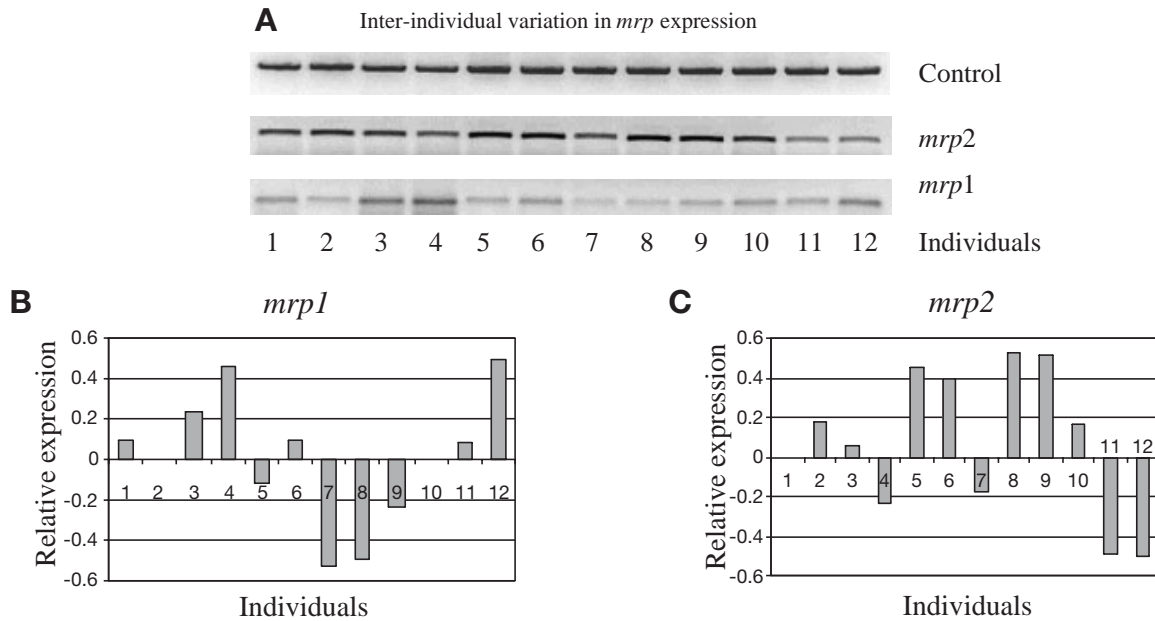 A
Inter-individual variation in mrp expression
Control
mrp2
mrp1
1 2 3 4 5 6 7 8 9 10 11 12 Individuals
B
mrp1
Relative expression
0.6
0.4
0.2
0
-0.2
-0.4
-0.6
1 2 3 4 5 6 7 8 9 10 11 12
Individuals
C
mrp2
Relative expression
0.6
0.4
0.2
0
-0.2
-0.4
-0.6
1 2 3 4 5 6 7 8 9 10 11 12
Individuals